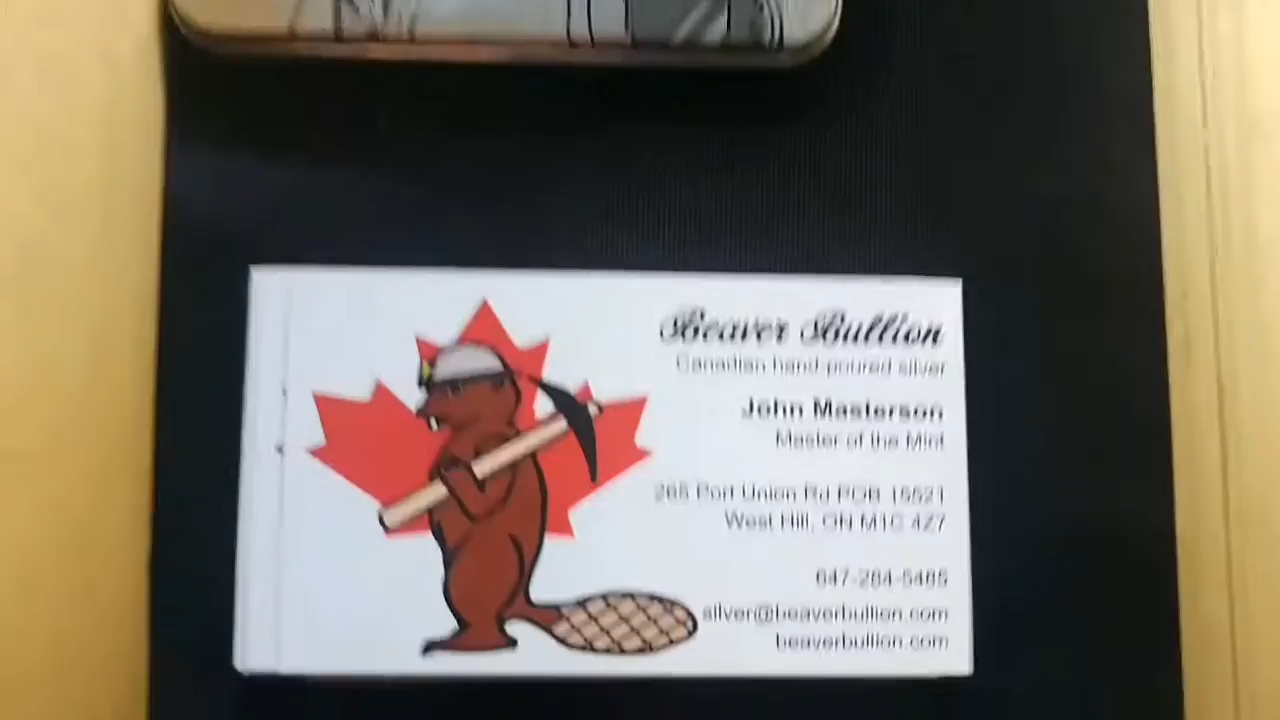 Beaver Bullion
Canadian hand-poured silver
John Masterson
Master of the Mint
265 Port Union Rd POB 15521
West Hill, ON M1C 4Z7
647-284-5485
silver@beaverbullion.com
beaverbullion.com